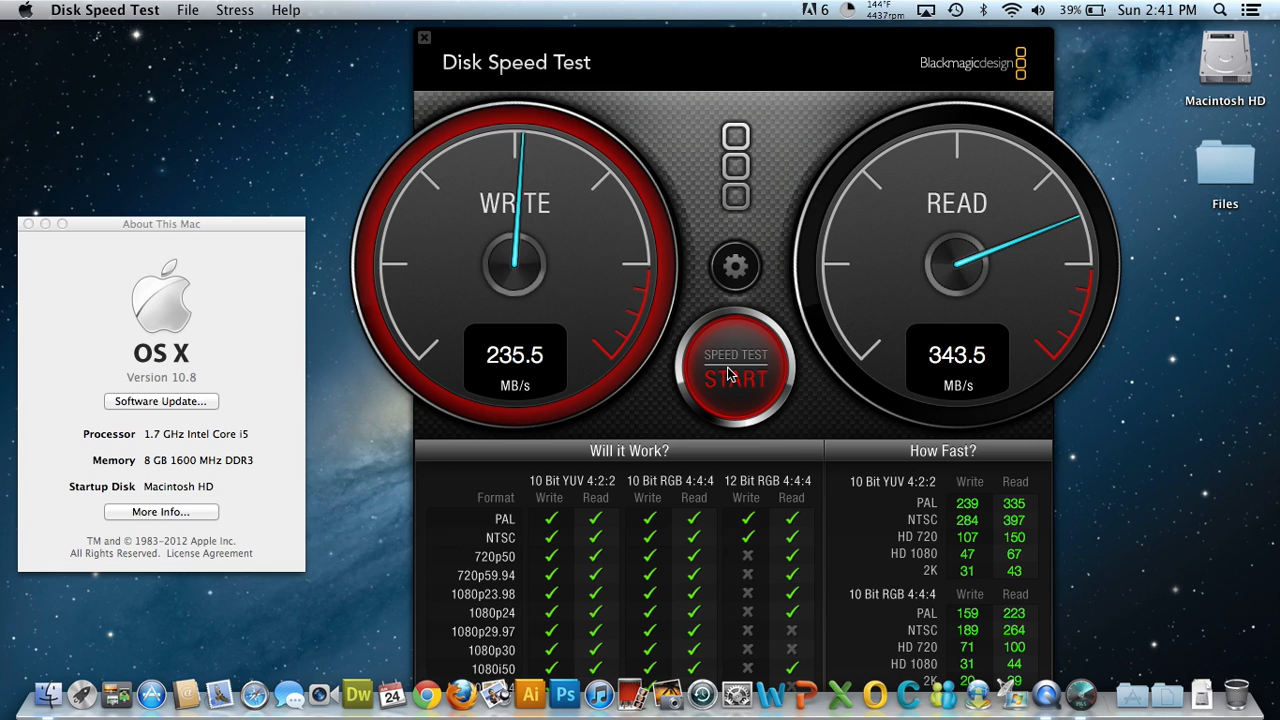 Disk Speed Test File Stress Help
6 144°F 4437rpm 39% Sun 2:41 PM
Disk Speed Test
Blackmagicdesign
Macintosh HD
Files
WRITE
235.5
MB/s
READ
343.5
MB/s
SPEED TEST
START
About This Mac
OS X
Version 10.8
Software Update...
Processor 1.7 GHz Intel Core i5
Memory 8 GB 1600 MHz DDR3
Startup Disk Macintosh HD
More Info...
TM and © 1983-2012 Apple Inc.
All Rights Reserved. License Agreement
Will it Work?
10 Bit YUV 4:2:2 10 Bit RGB 4:4:4 12 Bit RGB 4:4:4
Format Write Read Write Read Write Read
PAL
NTSC
720p50
720p59.94
1080p23.98
1080p24
1080p29.97
1080p30
1080i50
How Fast?
10 Bit YUV 4:2:2 Write Read
PAL 239 335
NTSC 284 397
HD 720 107 150
HD 1080 47 67
2K 31 43
10 Bit RGB 4:4:4 Write Read
PAL 159 223
NTSC 189 264
HD 720 71 100
HD 1080 31 44
2K
Dw 24 Ai Ps